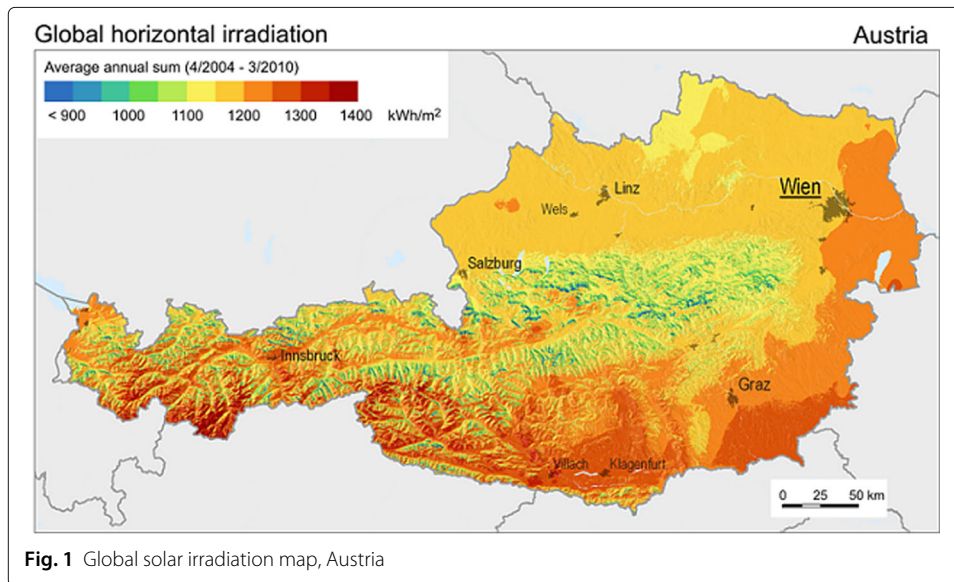 Global horizontal irradiation Austria
Average annual sum (4/2004 - 3/2010)
< 900 1000 1100 1200 1300 1400 kWh/m²
Linz
Wels
Wien
Salzburg
Innsbruck
Graz
Villach Klagenfurt
0 25 50 km
Fig. 1 Global solar irradiation map, Austria